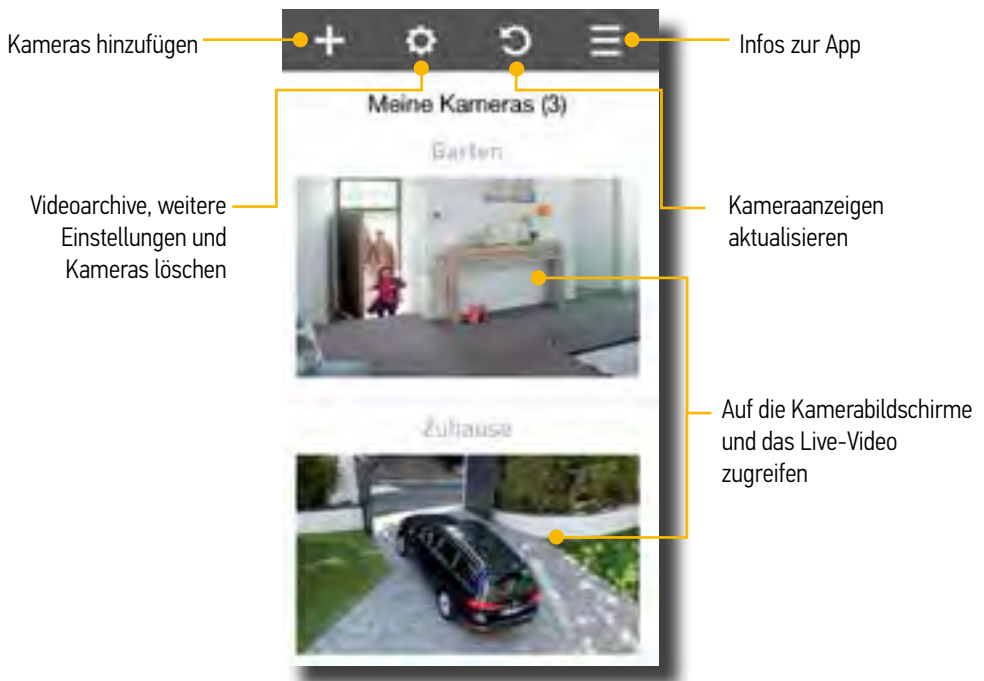 Kameras hinzufügen
Infos zur App
Meine Kameras (3)
Garten
Videoarchive, weitere
Einstellungen und
Kameras löschen
Kameraanzeigen
aktualisieren
Zuhause
Auf die Kamerabildschirme
und das Live-Video
zugreifen